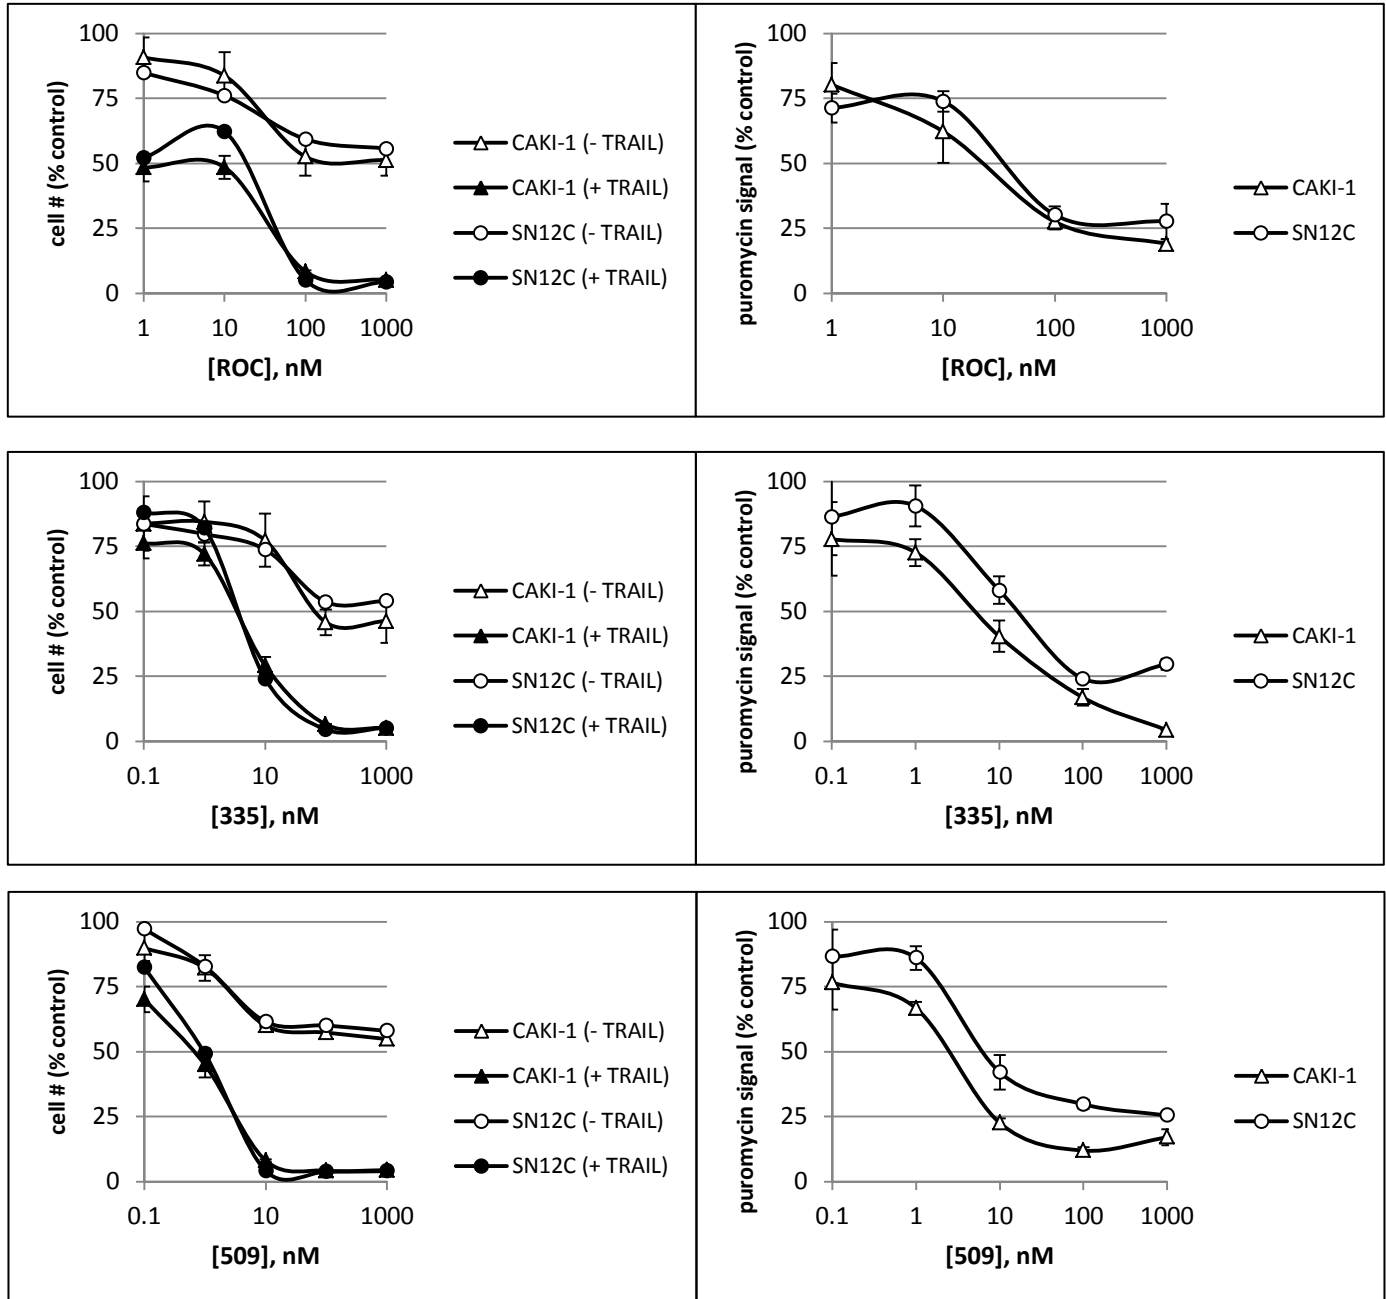 cell # (% control)
100
75
50
25
0
1 10 100 1000
[ROC], nM
CAKI-1 (- TRAIL)
CAKI-1 (+ TRAIL)
SN12C (- TRAIL)
SN12C (+ TRAIL)
puromycin signal (% control)
100
75
50
25
0
1 10 100 1000
[ROC], nM
CAKI-1
SN12C
cell # (% control)
100
75
50
25
0
0.1 10 1000
[335], nM
CAKI-1 (- TRAIL)
CAKI-1 (+ TRAIL)
SN12C (- TRAIL)
SN12C (+ TRAIL)
puromycin signal (% control)
100
75
50
25
0
0.1 1 10 100 1000
[335], nM
CAKI-1
SN12C
cell # (% control)
100
75
50
25
0
0.1 10 1000
[509], nM
CAKI-1 (- TRAIL)
CAKI-1 (+ TRAIL)
SN12C (- TRAIL)
SN12C (+ TRAIL)
puromycin signal (% control)
100
75
50
25
0
0.1 1 10 100 1000
[509], nM
CAKI-1
SN12C